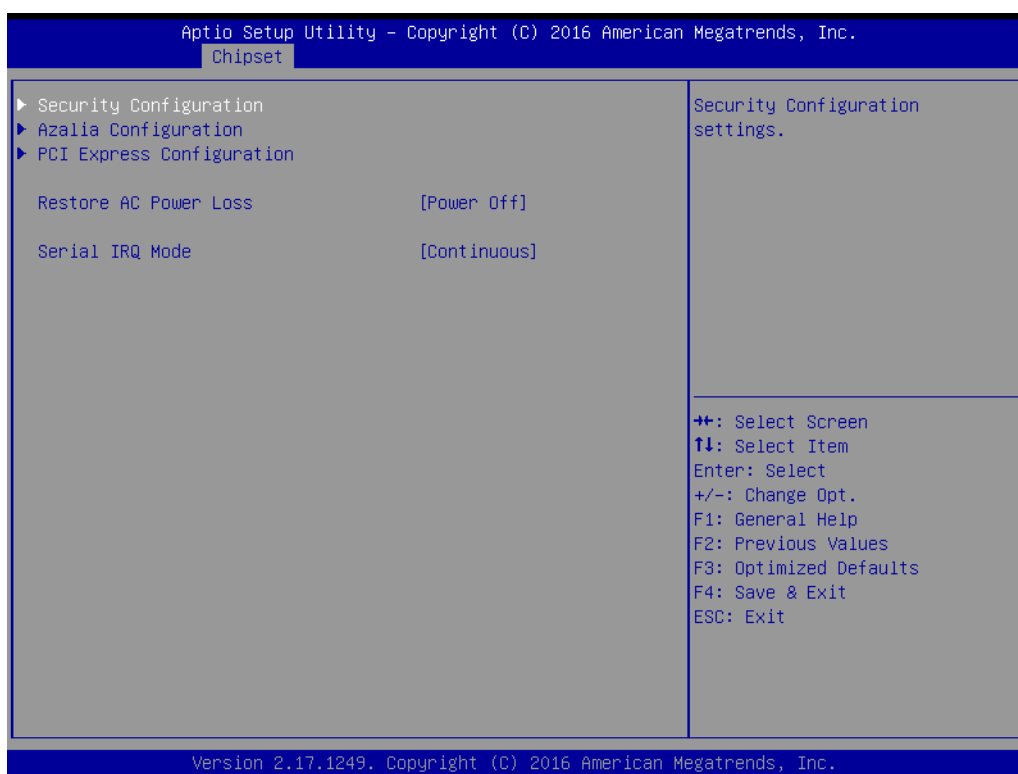 Aptio Setup Utility – Copyright (C) 2016 American Megatrends, Inc.
Chipset
▶ Security Configuration
▶ Azalia Configuration
▶ PCI Express Configuration
Restore AC Power Loss [Power Off]
Serial IRQ Mode [Continuous]
Security Configuration
settings.
→←: Select Screen
↑↓: Select Item
Enter: Select
+/-: Change Opt.
F1: General Help
F2: Previous Values
F3: Optimized Defaults
F4: Save & Exit
ESC: Exit
Version 2.17.1249. Copyright (C) 2016 American Megatrends, Inc.